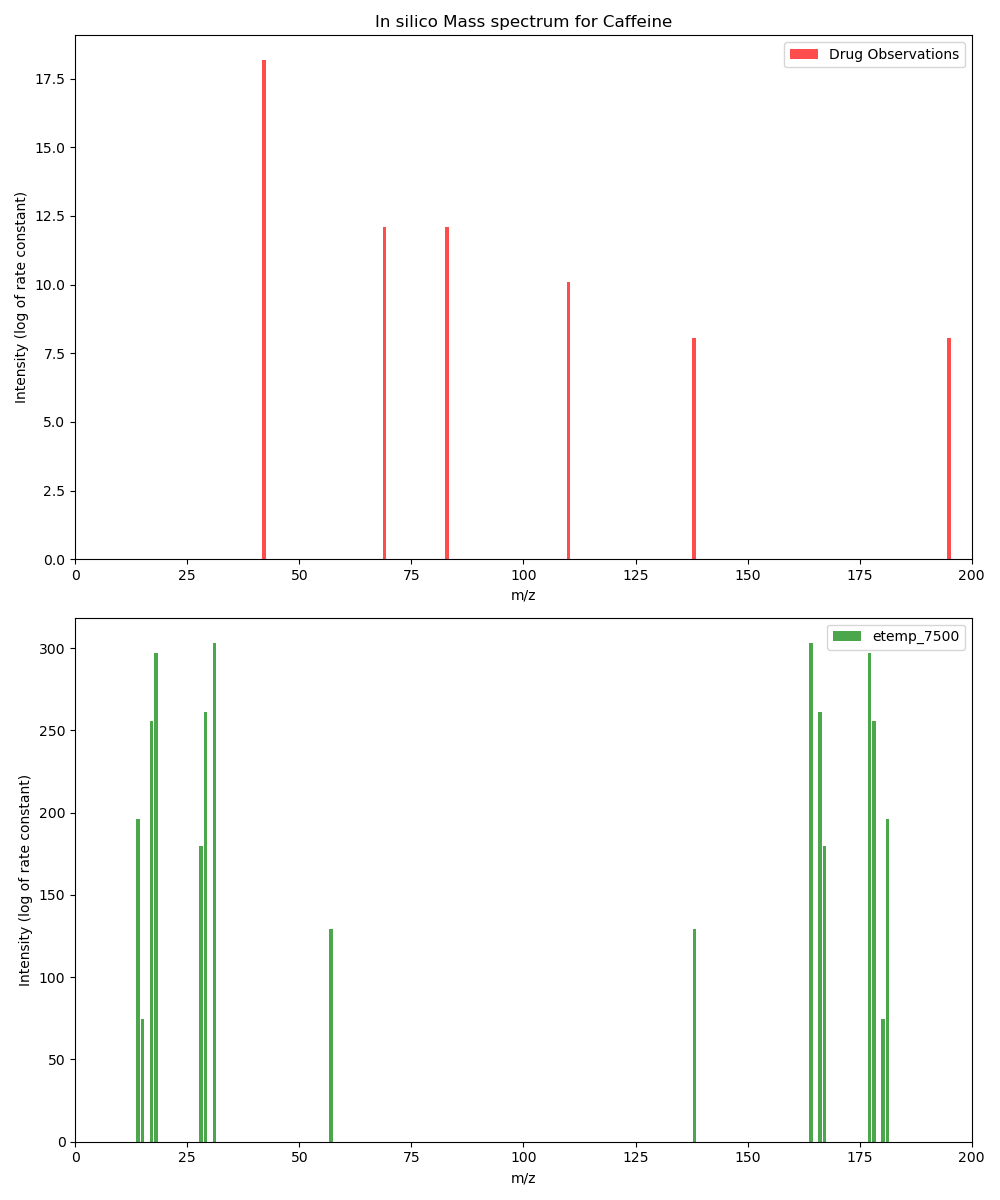 In silico Mass spectrum for Caffeine
Drug Observations
Intensity (log of rate constant)
17.5
15.0
12.5
10.0
7.5
5.0
2.5
0.0
0 25 50 75 100 125 150 175 200
m/z
etemp_7500
Intensity (log of rate constant)
300
250
200
150
100
50
0
0 25 50 75 100 125 150 175 200
m/z